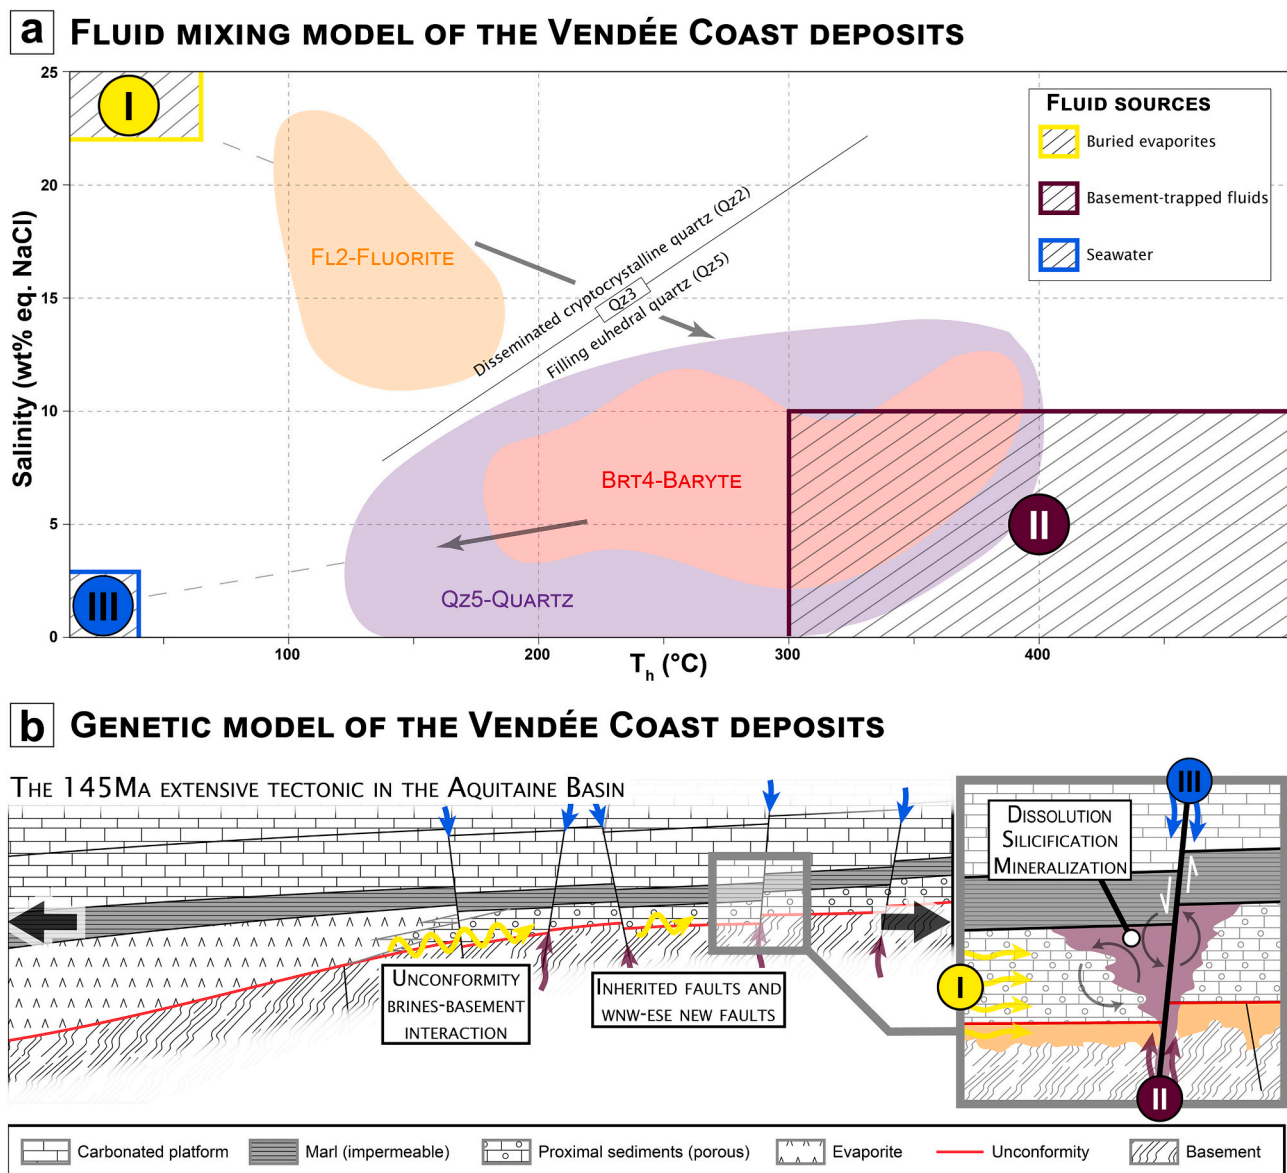 a FLUID MIXING MODEL OF THE VENDÉE COAST DEPOSITS
25
20
15
10
5
0
Salinity (wt% eq. NaCl)
100
200
300
400
Th (°C)
I
II
III
FL2-FLUORITE
Disseminated cryptocrystalline quartz (Qz2)
Qz3
Filling euhedral quartz (Qz5)
BRT4-BARYTE
QZ5-QUARTZ
FLUID SOURCES
Buried evaporites
Basement-trapped fluids
Seawater
b GENETIC MODEL OF THE VENDÉE COAST DEPOSITS
THE 145MA EXTENSIVE TECTONIC IN THE AQUITAINE BASIN
UNCONFORMITY
BRINES-BASEMENT
INTERACTION
INHERITED FAULTS AND
WNW-ESE NEW FAULTS
DISSOLUTION
SILICIFICATION
MINERALIZATION
III
I
II
Carbonated platform
Marl (impermeable)
Proximal sediments (porous)
Evaporite
Unconformity
Basement